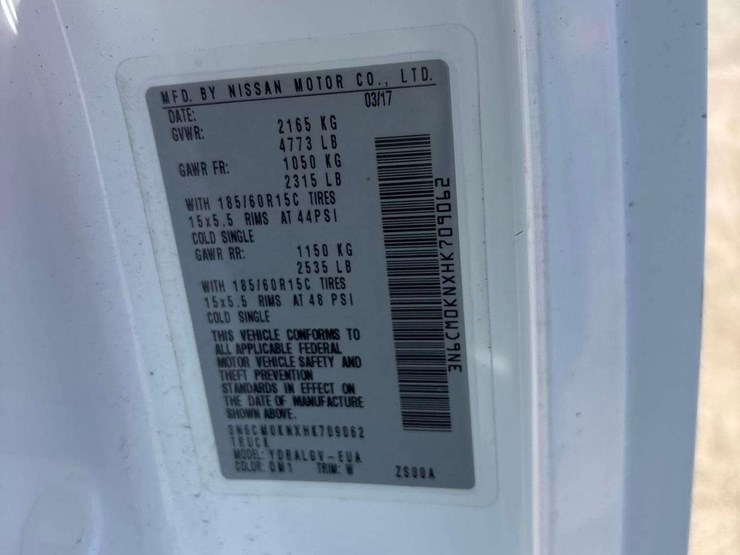 MFD. BY NISSAN MOTOR CO., LTD.
DATE: 03/17
GVWR: 2165 KG
4773 LB
GAWR FR: 1050 KG
2315 LB
WITH 185/60R15C TIRES
15x5.5 RIMS AT 44PSI
COLD SINGLE
GAWR RR: 1150 KG
2535 LB
WITH 185/60R15C TIRES
15x5.5 RIMS AT 48 PSI
COLD SINGLE
THIS VEHICLE CONFORMS TO
ALL APPLICABLE FEDERAL
MOTOR VEHICLE SAFETY AND
THEFT PREVENTION
STANDARDS IN EFFECT ON
THE DATE OF MANUFACTURE
SHOWN ABOVE.
3N6CM0KNXHK709062
TRUCK
MODEL: YDRALGV-EUA
COLOR: QM1 TRIM: W
ZS00A
3N6CM0KNXHK709062